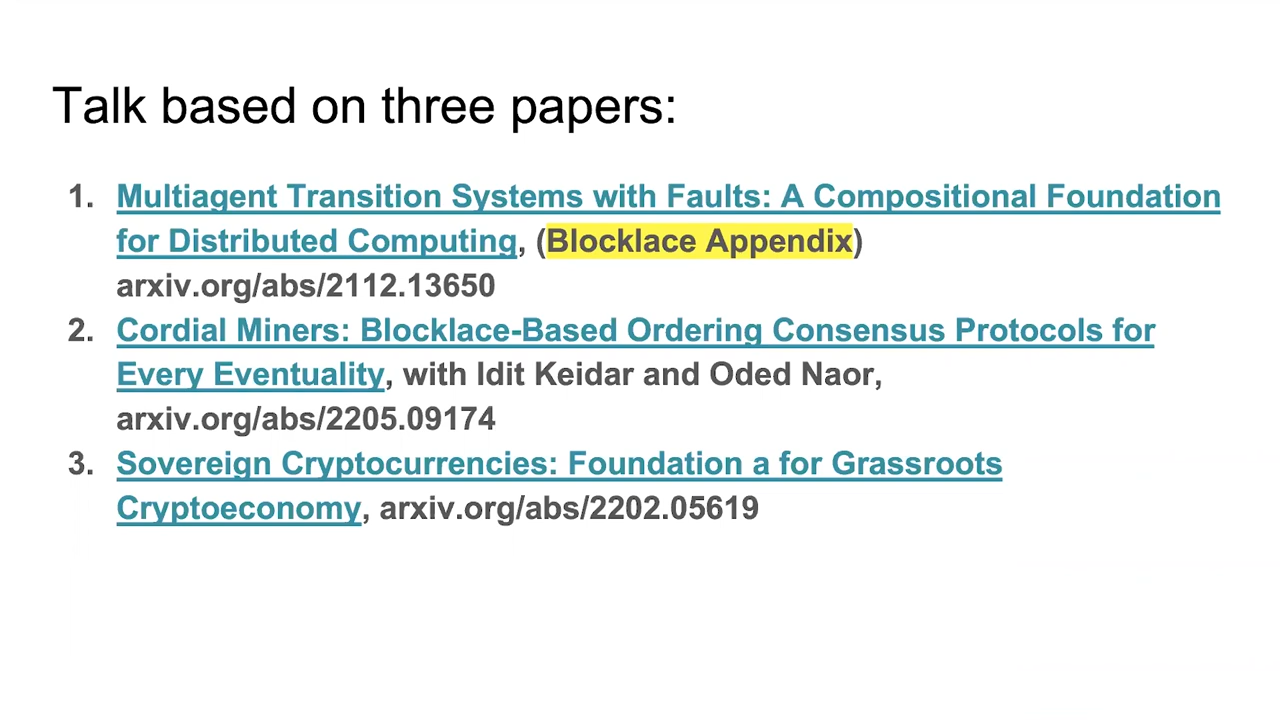 Talk based on three papers:
1. Multiagent Transition Systems with Faults: A Compositional Foundation
for Distributed Computing, (Blocklace Appendix)
arxiv.org/abs/2112.13650
2. Cordial Miners: Blocklace-Based Ordering Consensus Protocols for
Every Eventuality, with Idit Keidar and Oded Naor,
arxiv.org/abs/2205.09174
3. Sovereign Cryptocurrencies: Foundation a for Grassroots
Cryptoeconomy, arxiv.org/abs/2202.05619